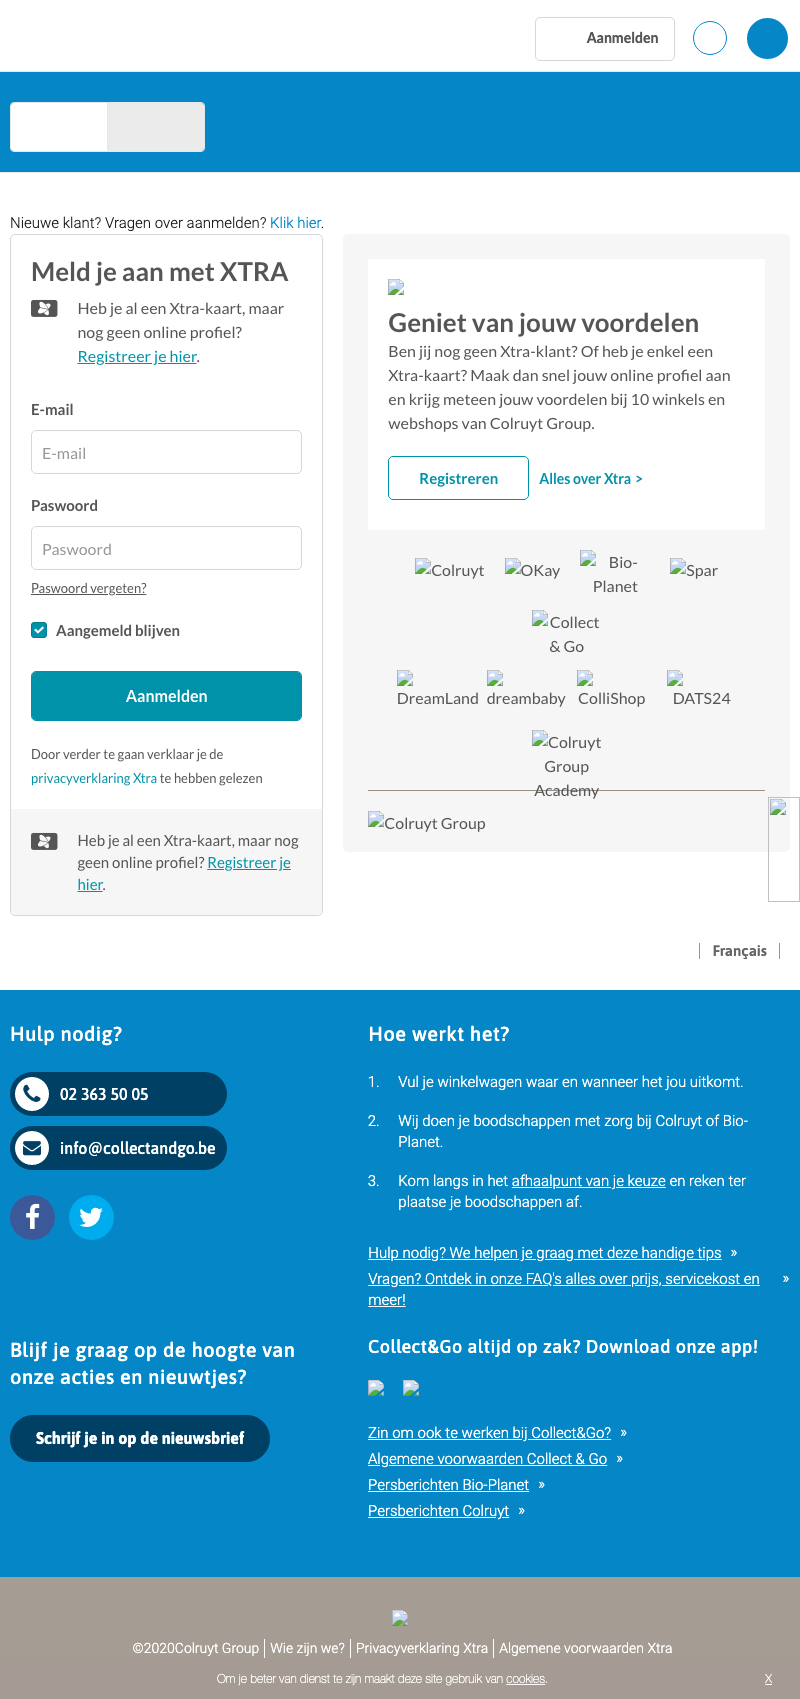 Aanmelden
Nieuwe klant? Vragen over aanmelden? Klik hier.
Meld je aan met XTRA
Heb je al een Xtra-kaart, maar
nog geen online profiel?
Registreer je hier.
E-mail
E-mail
Paswoord
Paswoord
Paswoord vergeten?
Aangemeld blijven
Aanmelden
Door verder te gaan verklaar je de
privacyverklaring Xtra te hebben gelezen
Heb je al een Xtra-kaart, maar nog
geen online profiel? Registreer je
hier.
Geniet van jouw voordelen
Ben jij nog geen Xtra-klant? Of heb je enkel een
Xtra-kaart? Maak dan snel jouw online profiel aan
en krijg meteen jouw voordelen bij 10 winkels en
webshops van Colruyt Group.
Registreren
Alles over Xtra >
Colruyt
OKay
Bio-
Planet
Spar
Collect
& Go
DreamLand
dreambaby
ColliShop
DATS24
Colruyt
Group
Academy
Colruyt Group
Français
Hulp nodig?
02 363 50 05
info@collectandgo.be
Hoe werkt het?
1. Vul je winkelwagen waar en wanneer het jou uitkomt.
2. Wij doen je boodschappen met zorg bij Colruyt of Bio-
Planet.
3. Kom langs in het afhaalpunt van je keuze en reken ter
plaatse je boodschappen af.
Hulp nodig? We helpen je graag met deze handige tips »
Vragen? Ontdek in onze FAQ's alles over prijs, servicekost en »
meer!
Blijf je graag op de hoogte van
onze acties en nieuwtjes?
Schrijf je in op de nieuwsbrief
Collect&Go altijd op zak? Download onze app!
Zin om ook te werken bij Collect&Go? »
Algemene voorwaarden Collect & Go »
Persberichten Bio-Planet »
Persberichten Colruyt »
©2020Colruyt Group | Wie zijn we? | Privacyverklaring Xtra | Algemene voorwaarden Xtra
Om je beter van dienst te zijn maakt deze site gebruik van cookies.
X